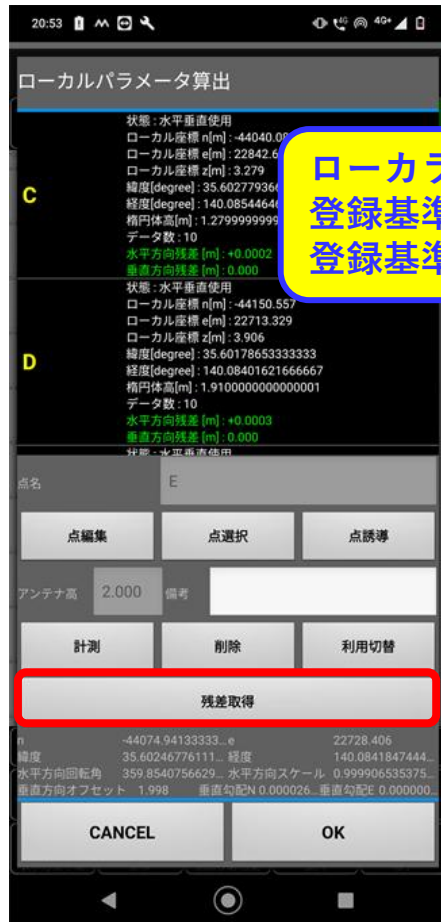 20:53 4G 4G+
ローカルパラメータ算出
状態 : 水平垂直使用
ローカル座標 n[m] : -44040.08
ローカル座標 e[m] : 22842.6
ローカル座標 z[m] : 3.279
C
緯度[degree] : 35.60277936
経度[degree] : 140.08544646
楕円体高[m] : 1.2799999999
データ数 : 10
水平方向残差 [m] : +0.0002
垂直方向残差 [m] : 0.000
ローカラ
登録基準
登録基準
状態 : 水平垂直使用
ローカル座標 n[m] : -44150.557
ローカル座標 e[m] : 22713.329
ローカル座標 z[m] : 3.906
D
緯度[degree] : 35.60178653333333
経度[degree] : 140.08401621666667
楕円体高[m] : 1.9100000000000001
データ数 : 10
水平方向残差 [m] : +0.0003
垂直方向残差 [m] : 0.000
状態 : 水平垂直使用
点名 E
点編集 点選択 点誘導
アンテナ高 2.000 備考
計測 削除 利用切替
残差取得
n -44074.94133333... e 22728.406
緯度 35.60246776111... 経度 140.0841847444...
水平方向回転角 359.8540756629... 水平方向スケール 0.999906535375...
垂直方向オフセット 1.998 垂直勾配N 0.000026... 垂直勾配E 0.000000...
CANCEL OK